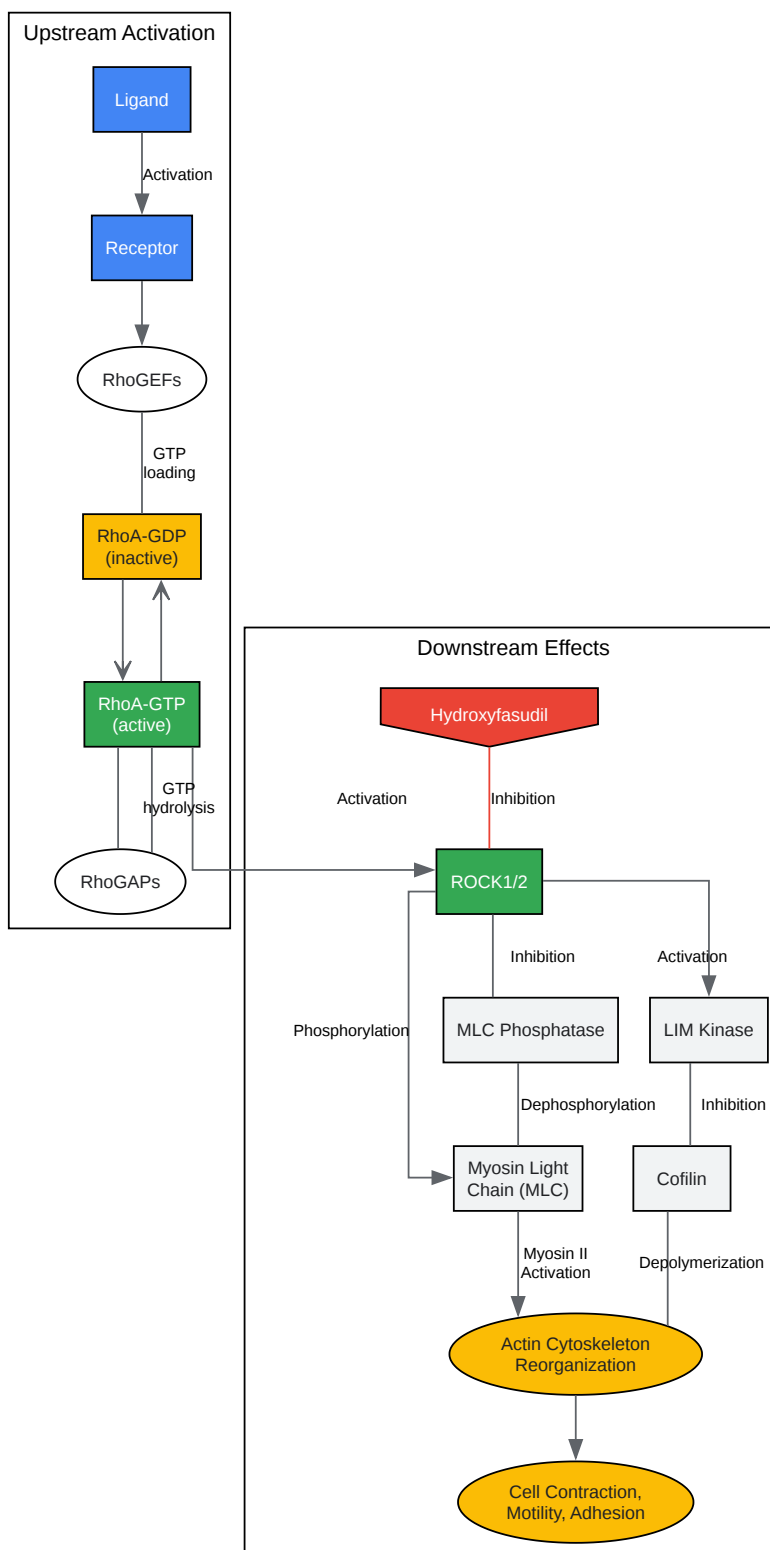 Upstream Activation
Ligand
Activation
Receptor
RhoGEFs
GTP
loading
RhoA-GDP
(inactive)
RhoA-GTP
(active)
GTP
hydrolysis
RhoGAPs
Downstream Effects
Hydroxyfasudil
Activation
Inhibition
ROCK1/2
Inhibition
Activation
Phosphorylation
MLC Phosphatase
LIM Kinase
Dephosphorylation
Inhibition
Myosin Light
Chain (MLC)
Cofilin
Myosin II
Activation
Depolymerization
Actin Cytoskeleton
Reorganization
Cell Contraction,
Motility, Adhesion